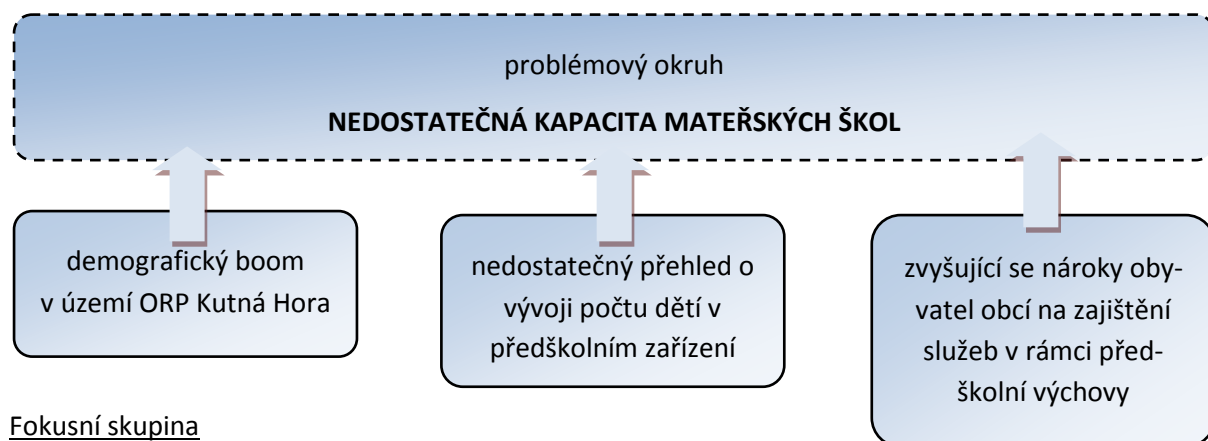 problémový okruh
NEDOSTATEČNÁ KAPACITA MATEŘSKÝCH ŠKOL
demografický boom
v území ORP Kutná Hora
nedostatečný přehled o
vývoji počtu dětí v
předškolním zařízení
zvyšující se nároky oby-
vatel obcí na zajištění
služeb v rámci před-
školní výchovy
Fokusní skupina